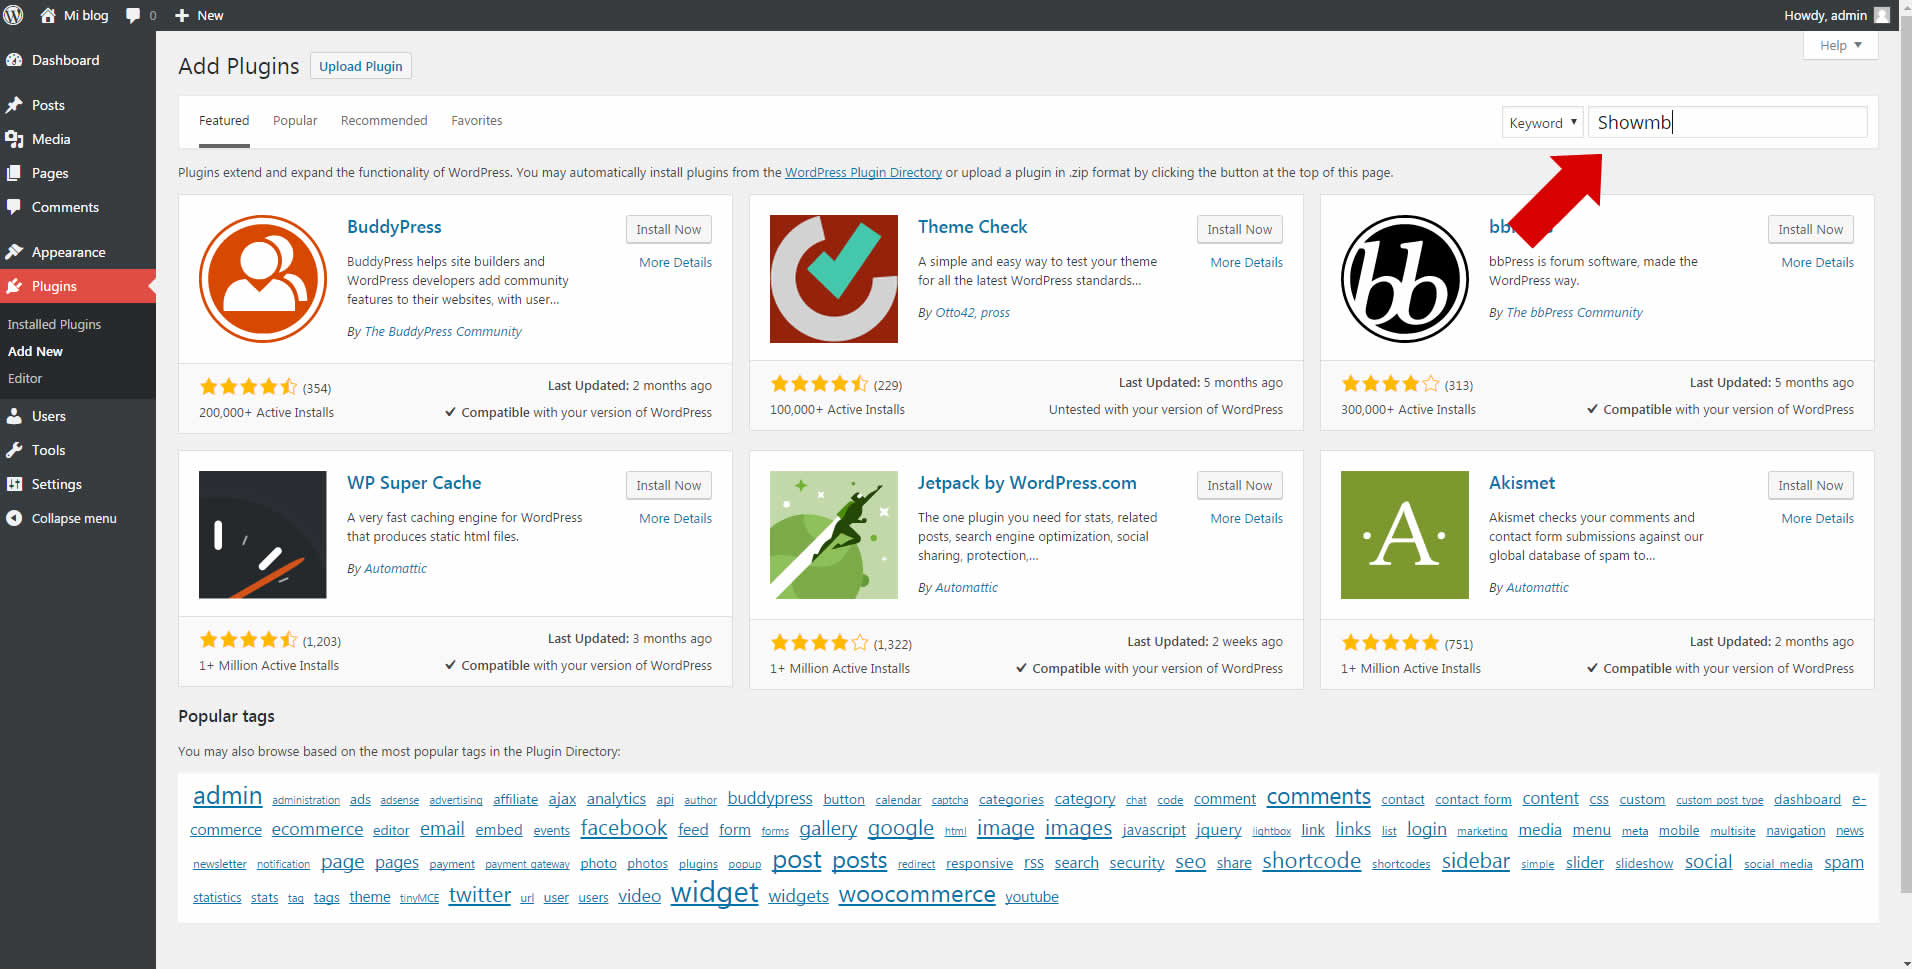 Mi blog 0 New Howdy, admin
Help
Dashboard
Posts
Media
Pages
Comments
Appearance
Plugins
Installed Plugins
Add New
Editor
Users
Tools
Settings
Collapse menu
Add Plugins Upload Plugin
Featured Popular Recommended Favorites Keyword Showmb
Plugins extend and expand the functionality of WordPress. You may automatically install plugins from the WordPress Plugin Directory or upload a plugin in .zip format by clicking the button at the top of this page.
BuddyPress
Install Now
More Details
BuddyPress helps site builders and
WordPress developers add community
features to their websites, with user...
By The BuddyPress Community
(354)
Last Updated: 2 months ago
200,000+ Active Installs
Compatible with your version of WordPress
Theme Check
Install Now
More Details
A simple and easy way to test your theme
for all the latest WordPress standards...
By Otto42, pross
(229)
Last Updated: 5 months ago
100,000+ Active Installs
Untested with your version of WordPress
bb
Install Now
More Details
bbPress is forum software, made the
WordPress way.
By The bbPress Community
(313)
Last Updated: 5 months ago
300,000+ Active Installs
Compatible with your version of WordPress
WP Super Cache
Install Now
More Details
A very fast caching engine for WordPress
that produces static html files.
By Automattic
(1,203)
Last Updated: 3 months ago
1+ Million Active Installs
Compatible with your version of WordPress
Jetpack by WordPress.com
Install Now
More Details
The one plugin you need for stats, related
posts, search engine optimization, social
sharing, protection,...
By Automattic
(1,322)
Last Updated: 2 weeks ago
1+ Million Active Installs
Compatible with your version of WordPress
·A·
Akismet
Install Now
More Details
Akismet checks your comments and
contact form submissions against our
global database of spam to...
By Automattic
(751)
Last Updated: 2 months ago
1+ Million Active Installs
Compatible with your version of WordPress
Popular tags
You may also browse based on the most popular tags in the Plugin Directory:
admin administration ads adsense advertising affiliate ajax analytics api author buddypress button calendar captcha categories category chat code comment comments contact contact form content css custom custom post type dashboard e-
commerce ecommerce editor email embed events facebook feed form forms gallery google html image images javascript jquery lightbox link links list login marketing media menu meta mobile multisite navigation news
newsletter notification page pages payment payment gateway photo photos plugins popup post posts redirect responsive rss search security seo share shortcode shortcodes sidebar simple slider slideshow social social media spam
statistics stats tag tags theme tinyMCE twitter url user users video widget widgets woocommerce youtube